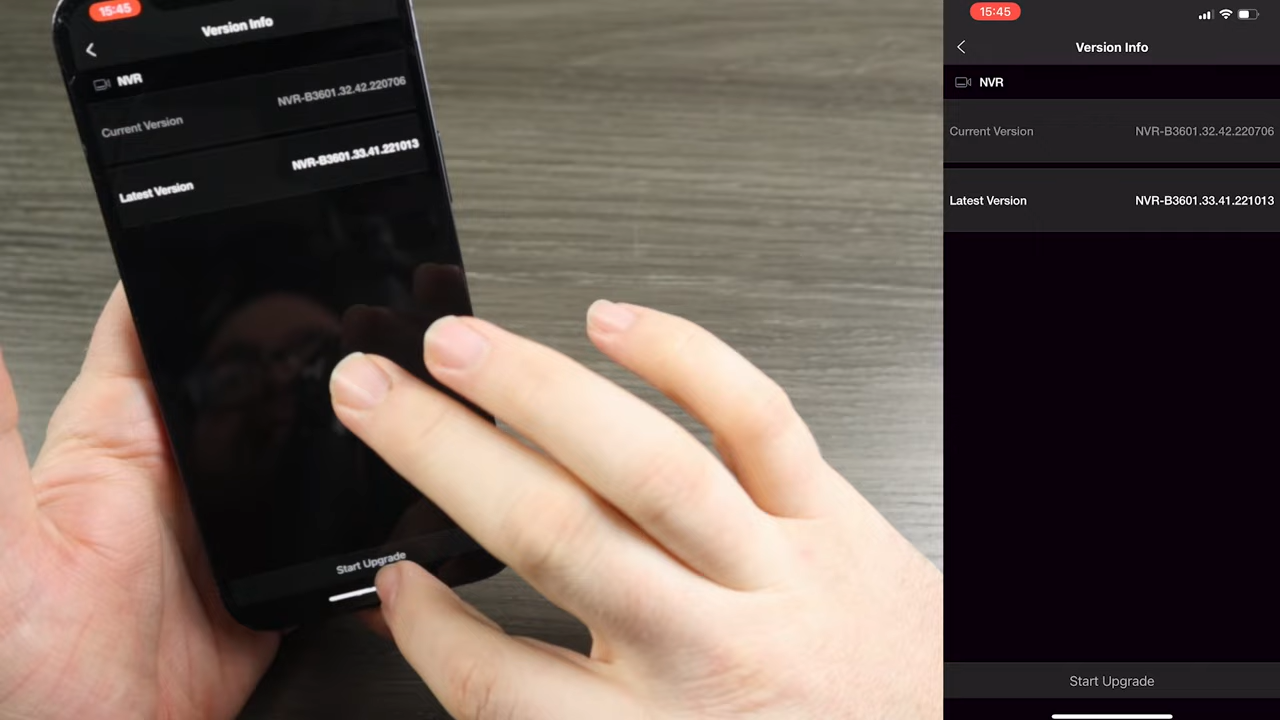 15:45
Version Info
NVR
Current Version NVR-B3601.32.42.220706
Latest Version NVR-B3601.33.41.221013
Start Upgrade
15:45
Version Info
NVR
Current Version NVR-B3601.32.42.220706
Latest Version NVR-B3601.33.41.221013
Start Upgrade